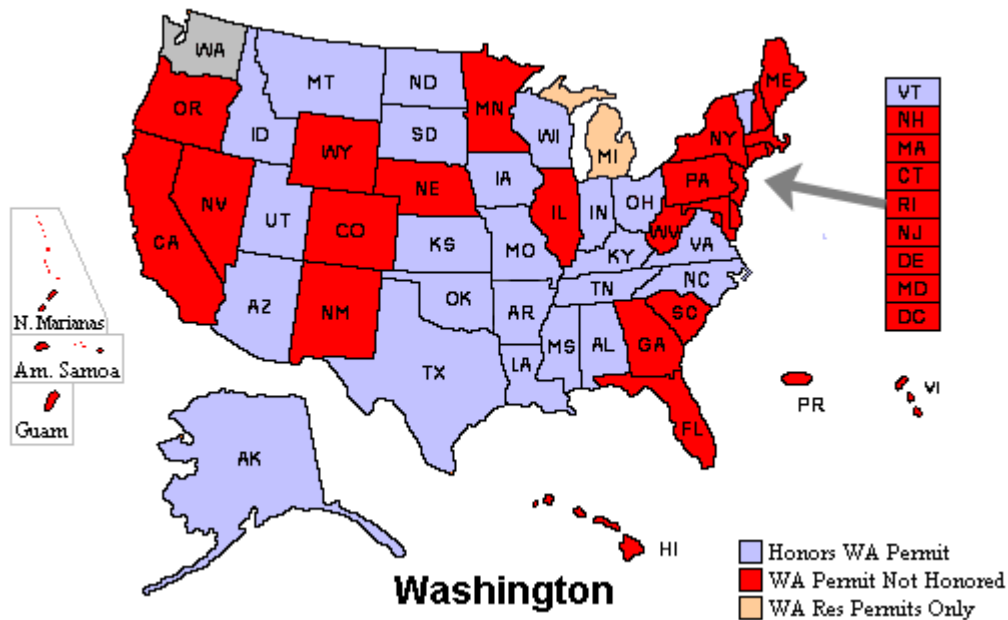 WA
MT
ND
MN
ME
OR
ID
SD
WI
MI
NY
VT
NH
MA
CT
RI
NJ
DE
MD
DC
WY
NE
IA
PA
NV
UT
CO
IL
IN
OH
CA
KS
MO
WV
VA
KY
NC
TN
AZ
NM
OK
AR
SC
TX
LA
MS
AL
GA
FL
N. Marianas
Am. Samoa
Guam
PR
VI
AK
HI
Washington
Honors WA Permit
WA Permit Not Honored
WA Res Permits Only